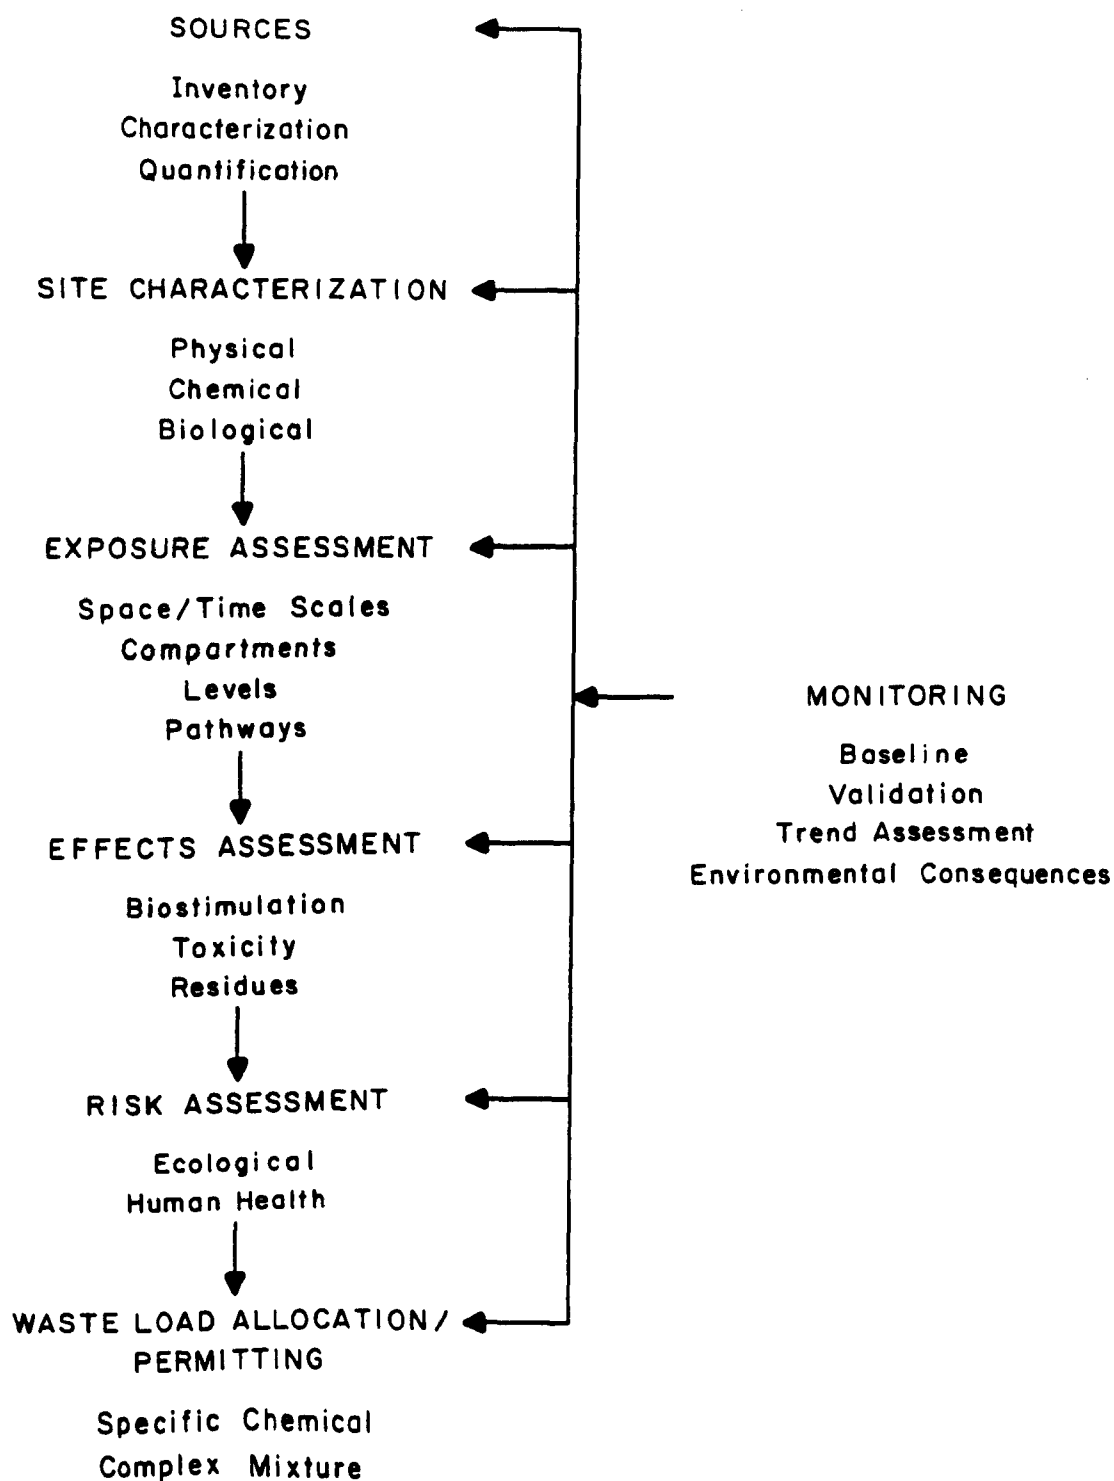 SOURCES
Inventory
Characterization
Quantification
SITE CHARACTERIZATION
Physical
Chemical
Biological
EXPOSURE ASSESSMENT
Space/Time Scales
Compartments
Levels
Pathways
EFFECTS ASSESSMENT
Biostimulation
Toxicity
Residues
RISK ASSESSMENT
Ecological
Human Health
WASTE LOAD ALLOCATION/
PERMITTING
Specific Chemical
Complex Mixture
MONITORING
Baseline
Validation
Trend Assessment
Environmental Consequences